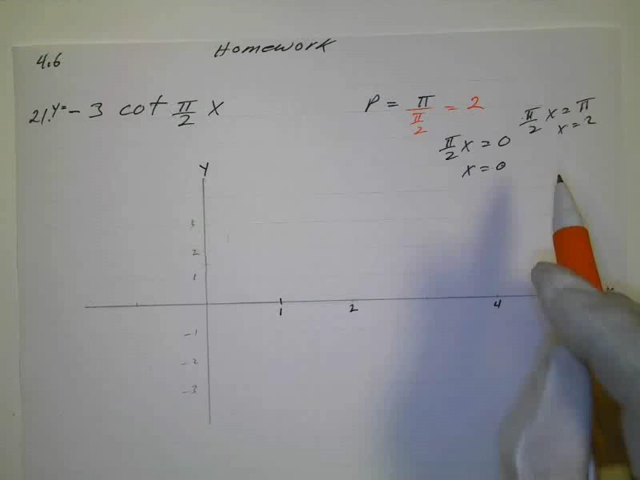 4.6 Homework
21. y = -3 cot π/2 x
P = π/(π/2) = 2
π/2 x = 0
x = 0
π/2 x = π
x = 2
y
3
2
1
1 2 4
-1
-2
-3